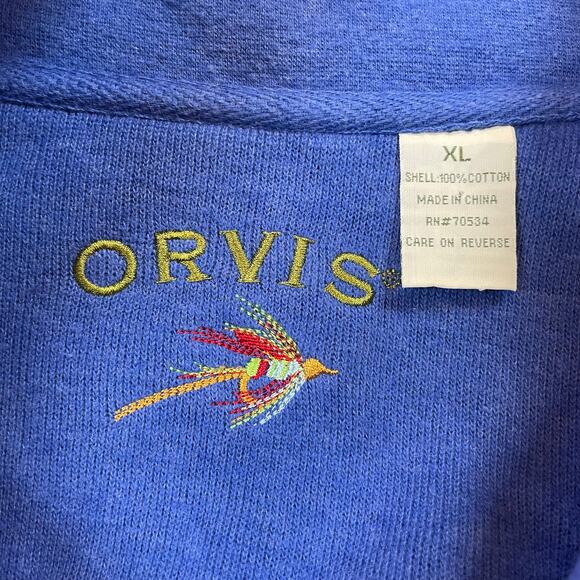 ORVIS®
XL
SHELL:100% COTTON
MADE IN CHINA
RN#70534
CARE ON REVERSE